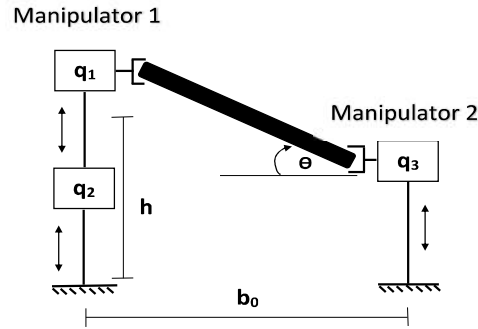 Manipulator 1
q₁
Manipulator 2
q₃
Θ
q₂
h
b₀